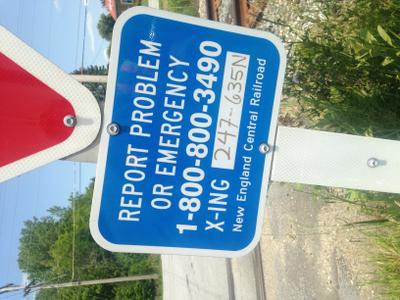 REPORT PROBLEM
OR EMERGENCY
1-800-800-3490
X-ING 247-635N
New England Central Railroad